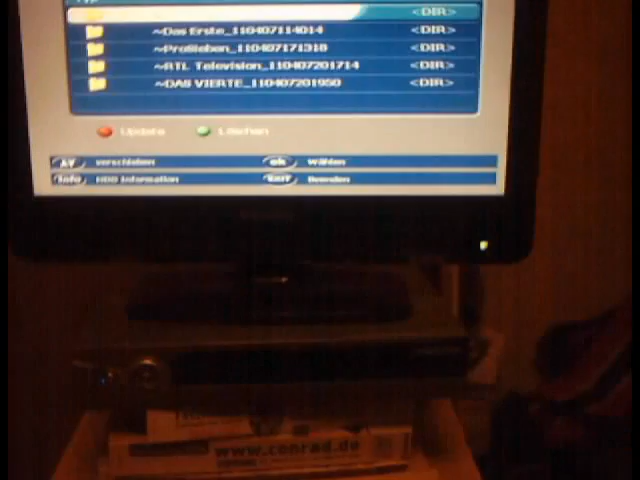 <DIR>
~Das Erste_110407114014 <DIR>
~ProSieben_110407171318 <DIR>
~RTL Television_110407201714 <DIR>
~DAS VIERTE_110407201950 <DIR>
Update Löschen
verschieben ok Wählen
Info HDD Information EXIT Beenden
www.conrad.de